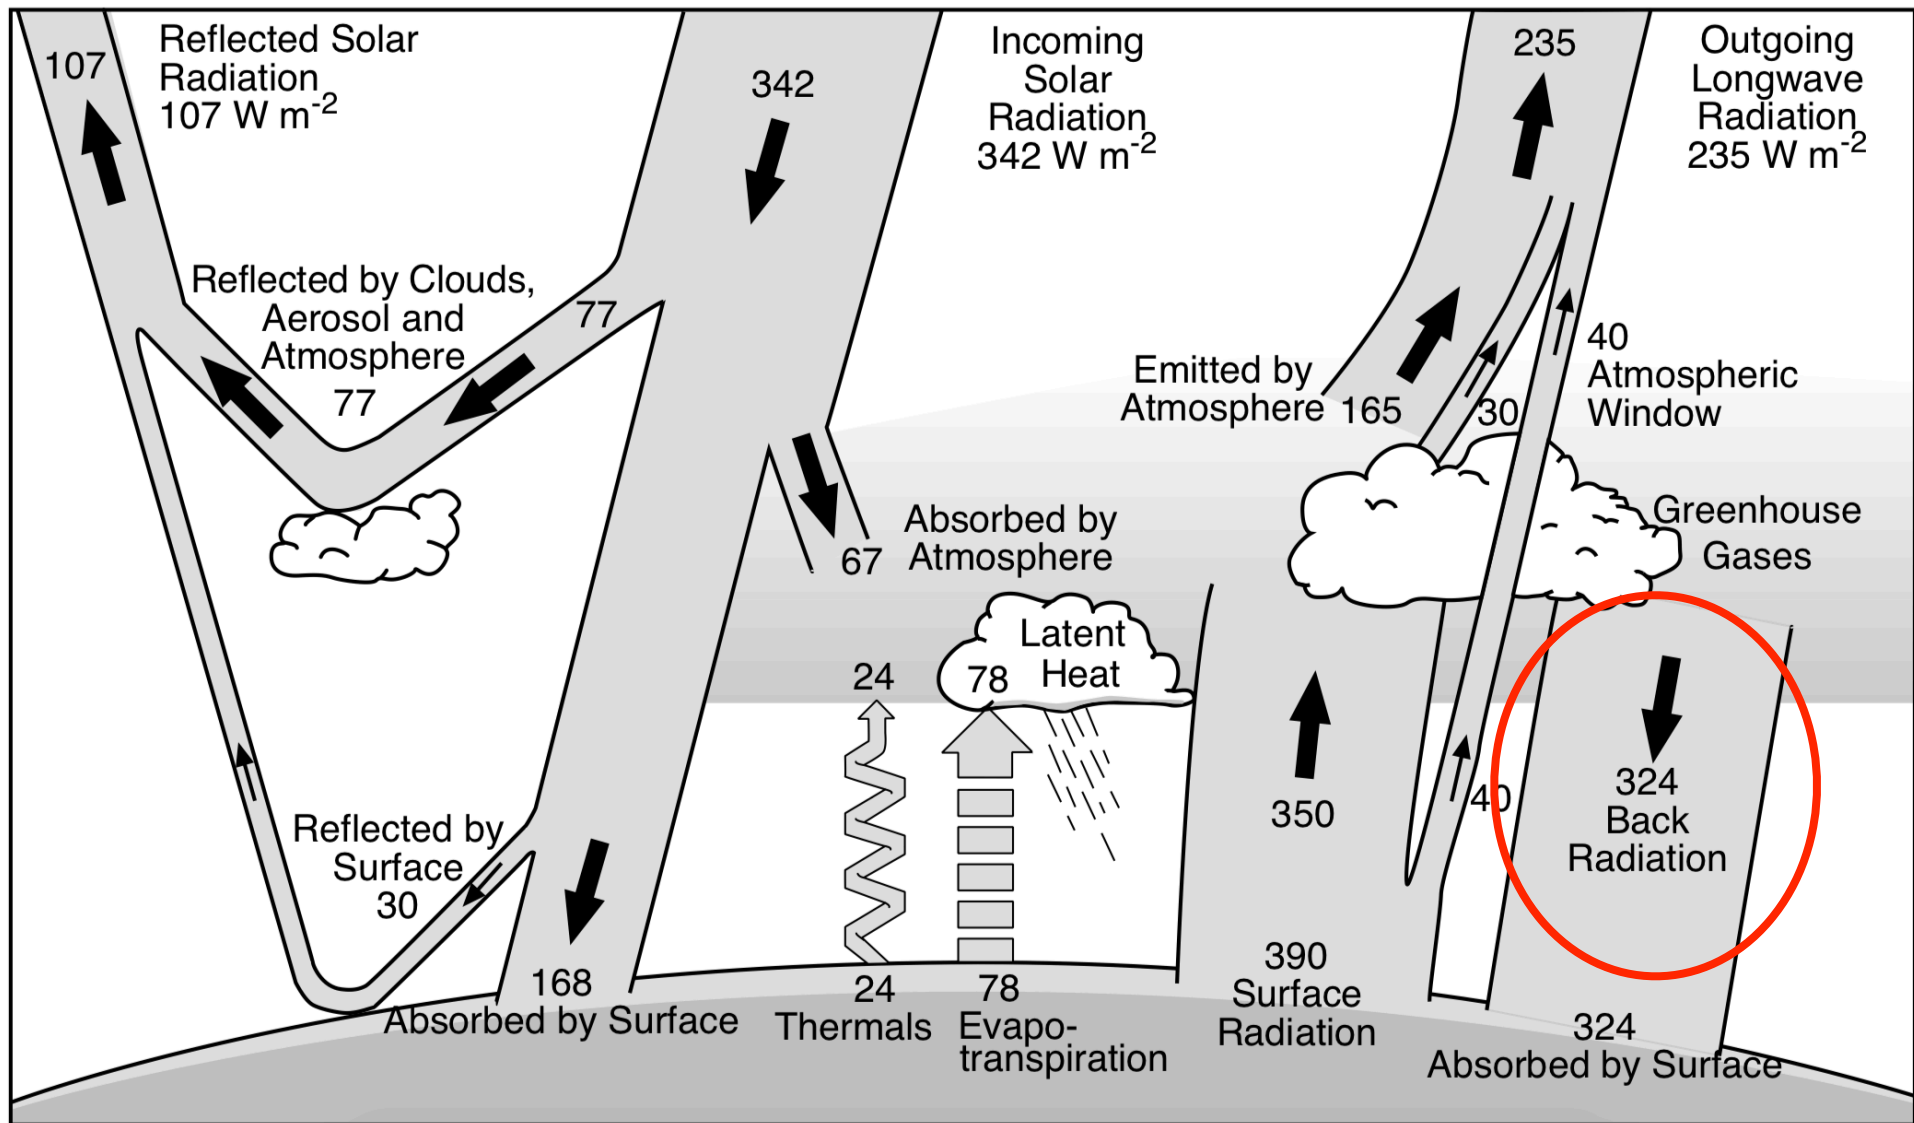 107
Reflected Solar
Radiation
107 W m-2
342
Incoming
Solar
Radiation
342 W m-2
235
Outgoing
Longwave
Radiation
235 W m-2
Reflected by Clouds,
Aerosol and
Atmosphere
77
77
Emitted by
Atmosphere
165
30
40
Atmospheric
Window
Absorbed by
Atmosphere
67
Greenhouse
Gases
Latent
Heat
24
78
350
40
324
Back
Radiation
Reflected by
Surface
30
168
Absorbed by Surface
24
Thermals
78
Evapo-
transpiration
390
Surface
Radiation
324
Absorbed by Surface